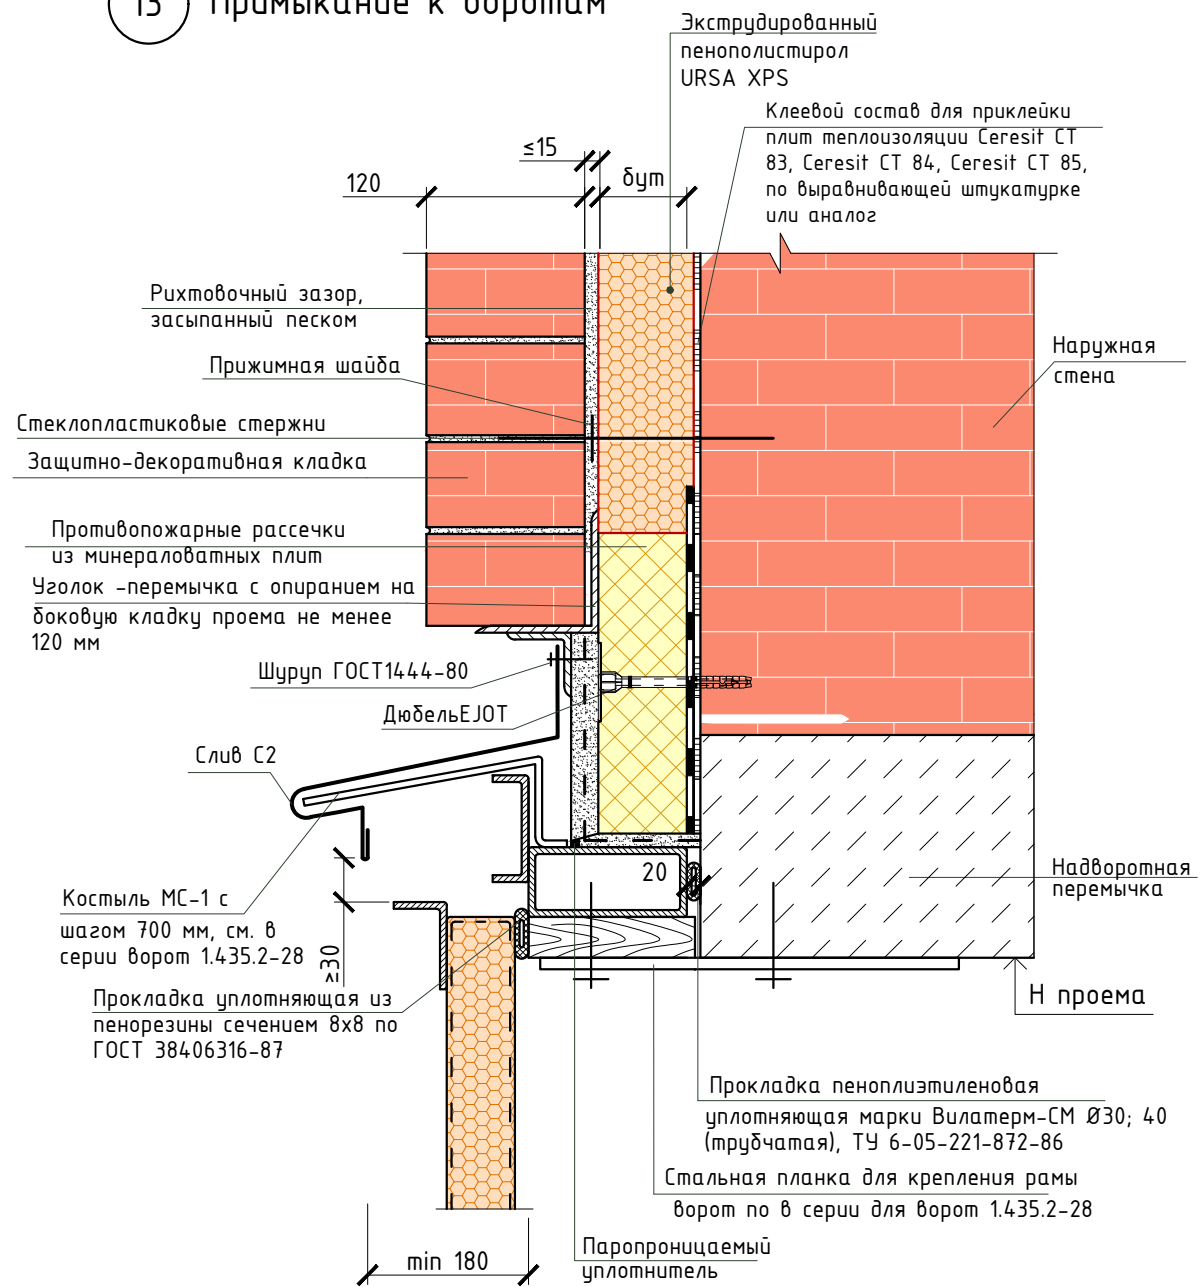 13 Примыкание к воротам
Экструдированный
пенополистирол
URSA XPS
Клеевой состав для приклейки
плит теплоизоляции Ceresit CT
83, Ceresit CT 84, Ceresit CT 85,
по выравнивающей штукатурке
или аналог
≤15
120
бут
Рихтовочный зазор,
засыпанный песком
Прижимная шайба
Наружная
стена
Стеклопластиковые стержни
Защитно-декоративная кладка
Противопожарные рассечки
из минераловатных плит
Уголок -перемычка с опиранием на
боковую кладку проема не менее
120 мм
Шуруп ГОСТ1444-80
ДюбельEJOT
Слив С2
20
Надворотная
перемычка
Костыль МС-1 с
шагом 700 мм, см. в
серии ворот 1.435.2-28
≥30
Прокладка уплотняющая из
пенорезины сечением 8х8 по
ГОСТ 38406316-87
Н проема
Прокладка пеноплиэтиленовая
уплотняющая марки Вилатерм-СМ Ø30; 40
(трубчатая), ТУ 6-05-221-872-86
Стальная планка для крепления рамы
ворот по в серии для ворот 1.435.2-28
min 180
Паропроницаемый
уплотнитель